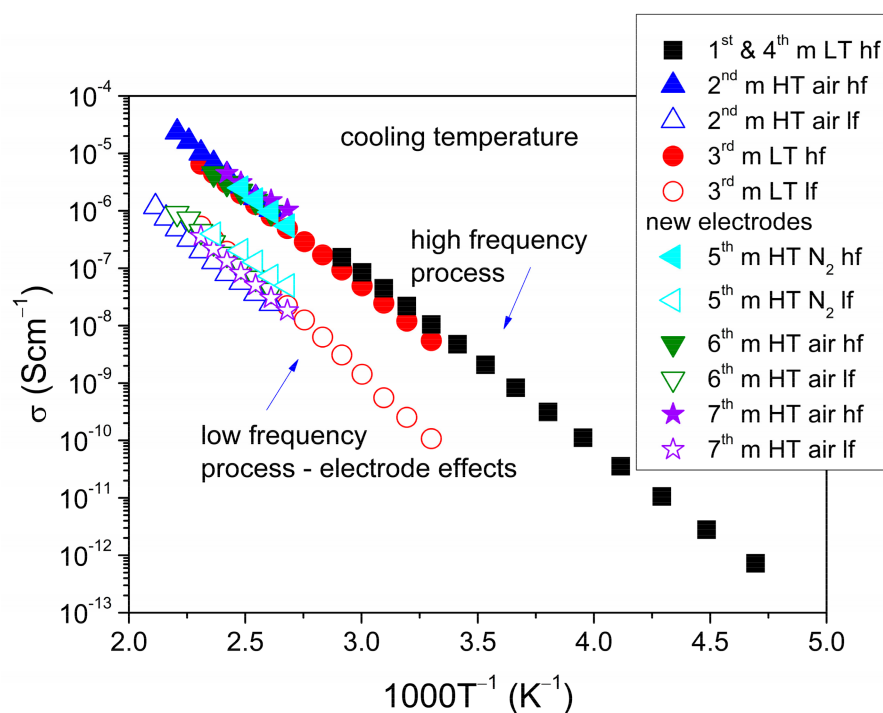 1st & 4th m LT hf
2nd m HT air hf
2nd m HT air lf
3rd m LT hf
3rd m LT lf
new electrodes
5th m HT N2 hf
5th m HT N2 lf
6th m HT air hf
6th m HT air lf
7th m HT air hf
7th m HT air lf
cooling temperature
high frequency
process
low frequency
process - electrode effects
σ (Scm⁻¹)
10⁻⁴
10⁻⁵
10⁻⁶
10⁻⁷
10⁻⁸
10⁻⁹
10⁻¹⁰
10⁻¹¹
10⁻¹²
10⁻¹³
2.0 2.5 3.0 3.5 4.0 4.5 5.0
1000T⁻¹ (K⁻¹)